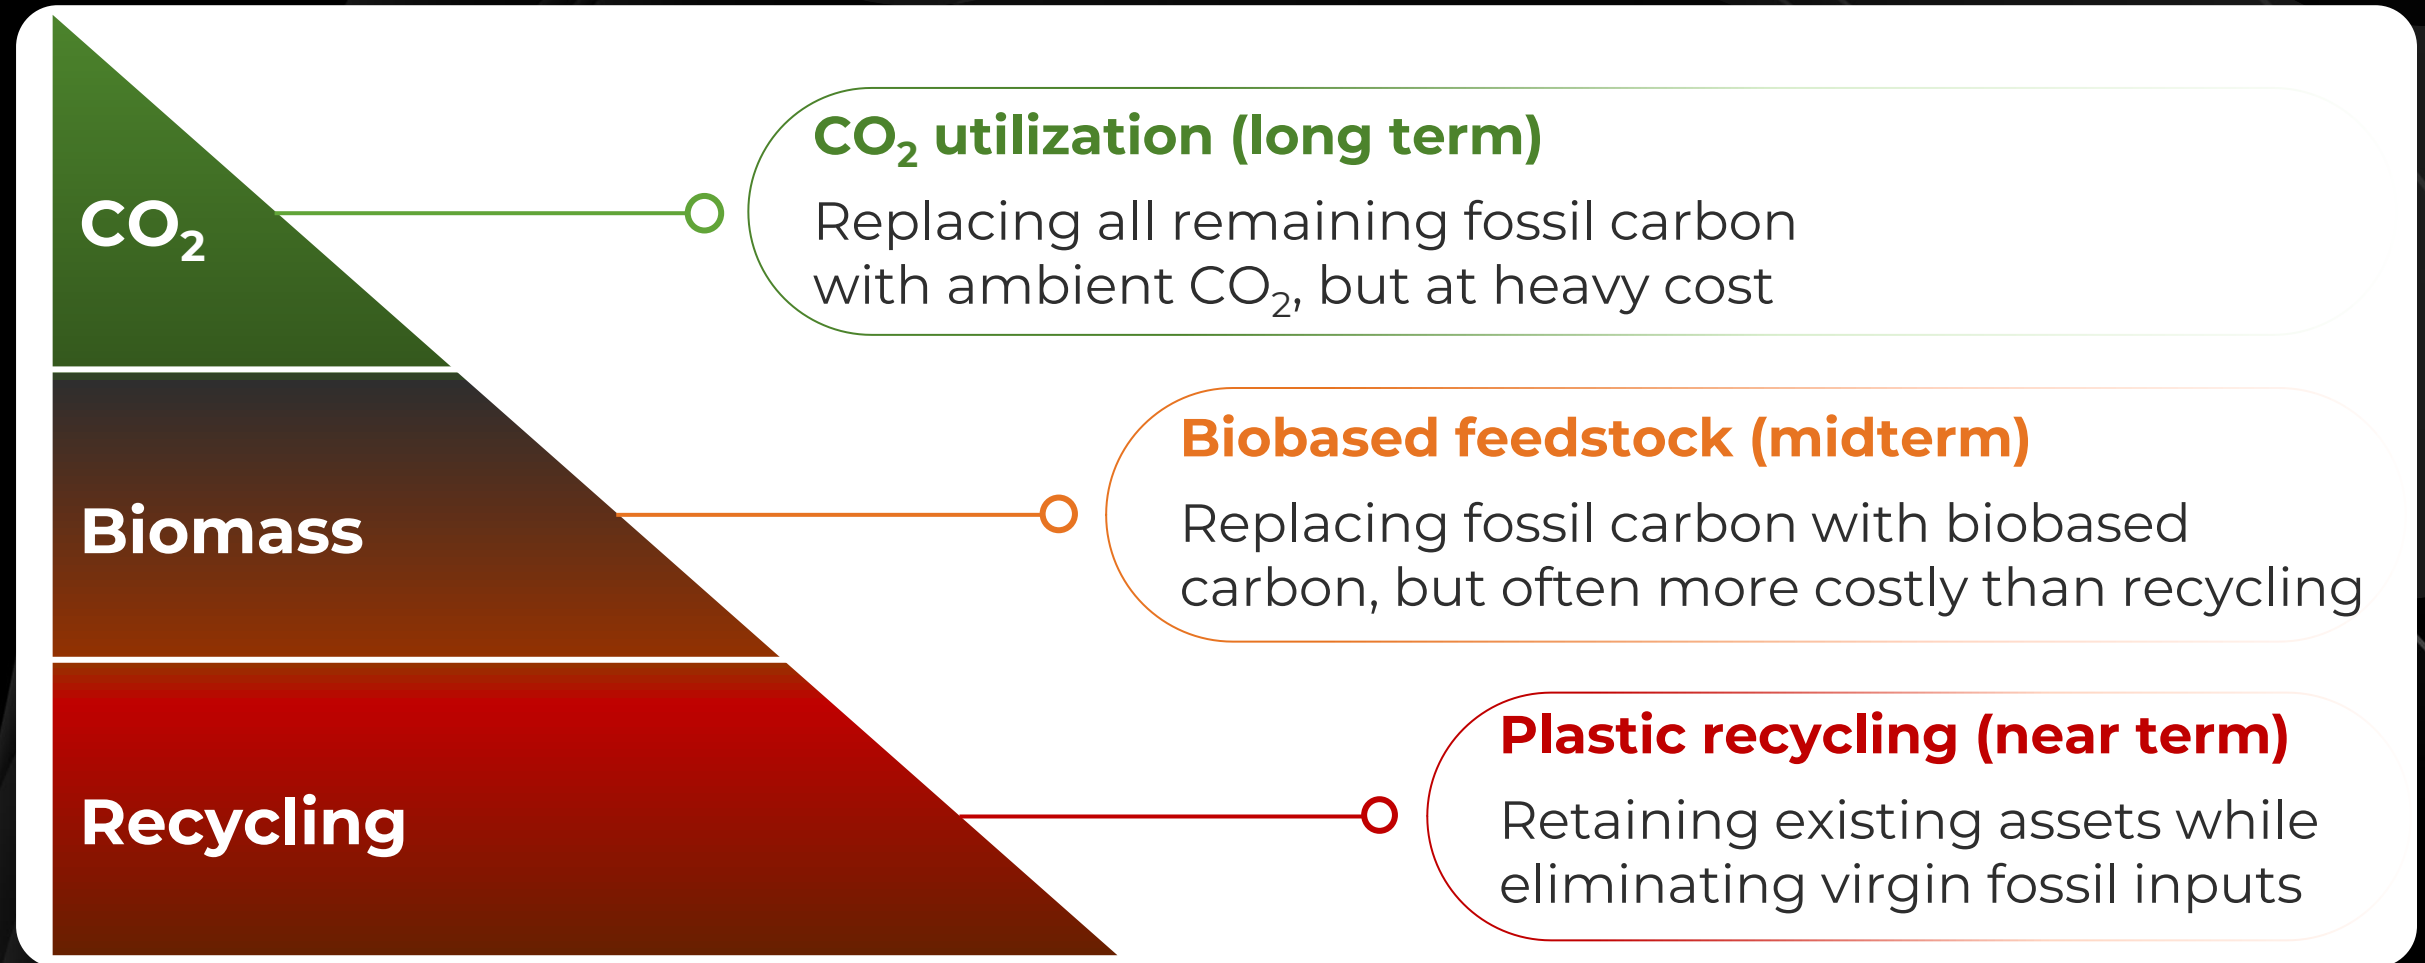 CO₂
CO₂ utilization (long term)
Replacing all remaining fossil carbon
with ambient CO₂, but at heavy cost
Biomass
Biobased feedstock (midterm)
Replacing fossil carbon with biobased
carbon, but often more costly than recycling
Recycling
Plastic recycling (near term)
Retaining existing assets while
eliminating virgin fossil inputs